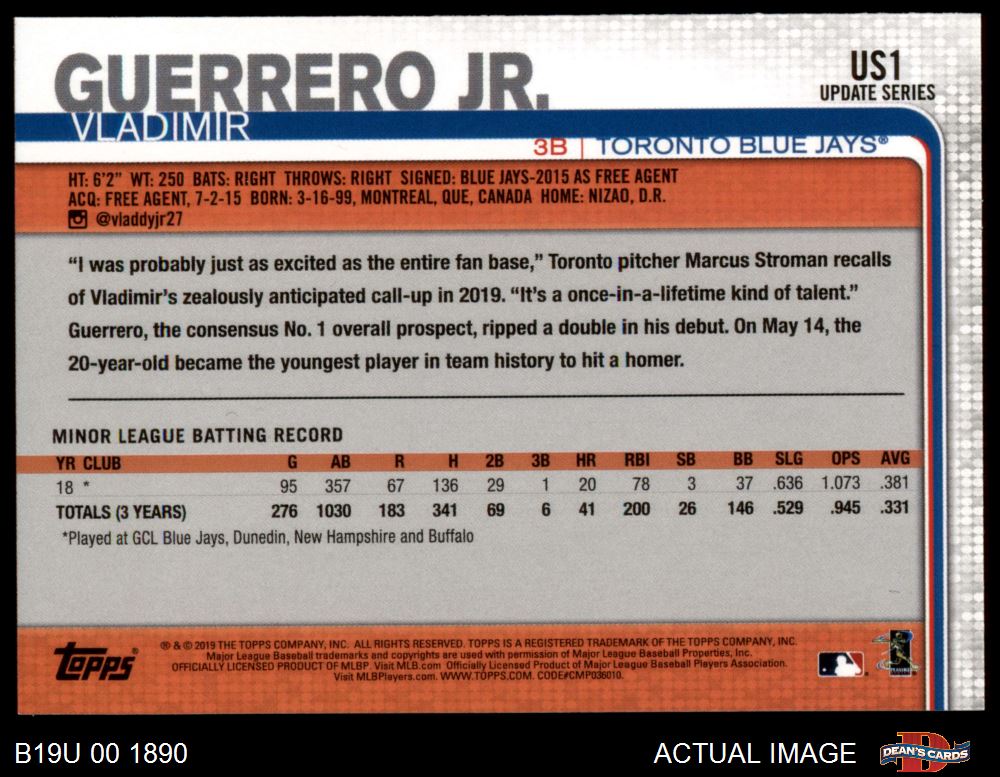 GUERRERO JR.
US1
UPDATE SERIES
VLADIMIR
3B | TORONTO BLUE JAYS®
HT: 6'2" WT: 250 BATS: RIGHT THROWS: RIGHT SIGNED: BLUE JAYS-2015 AS FREE AGENT
ACQ: FREE AGENT, 7-2-15 BORN: 3-16-99, MONTREAL, QUE, CANADA HOME: NIZAO, D.R.
@vladdyjr27
“I was probably just as excited as the entire fan base,” Toronto pitcher Marcus Stroman recalls
of Vladimir’s zealously anticipated call-up in 2019. “It’s a once-in-a-lifetime kind of talent.”
Guerrero, the consensus No. 1 overall prospect, ripped a double in his debut. On May 14, the
20-year-old became the youngest player in team history to hit a homer.
MINOR LEAGUE BATTING RECORD
YR CLUB G AB R H 2B 3B HR RBI SB BB SLG OPS AVG
18 * 95 357 67 136 29 1 20 78 3 37 .636 1.073 .381
TOTALS (3 YEARS) 276 1030 183 341 69 6 41 200 26 146 .529 .945 .331
*Played at GCL Blue Jays, Dunedin, New Hampshire and Buffalo
topps®
® & © 2019 THE TOPPS COMPANY, INC. ALL RIGHTS RESERVED. TOPPS IS A REGISTERED TRADEMARK OF THE TOPPS COMPANY, INC.
Major League Baseball trademarks and copyrights are used with permission of Major League Baseball Properties, Inc.
OFFICIALLY LICENSED PRODUCT OF MLBP. Visit MLB.com Officially Licensed Product of Major League Baseball Players Association.
Visit MLBPlayers.com. WWW.TOPPS.COM. CODE#CMP036010.
B19U 00 1890
ACTUAL IMAGE
DEAN'S CARDS